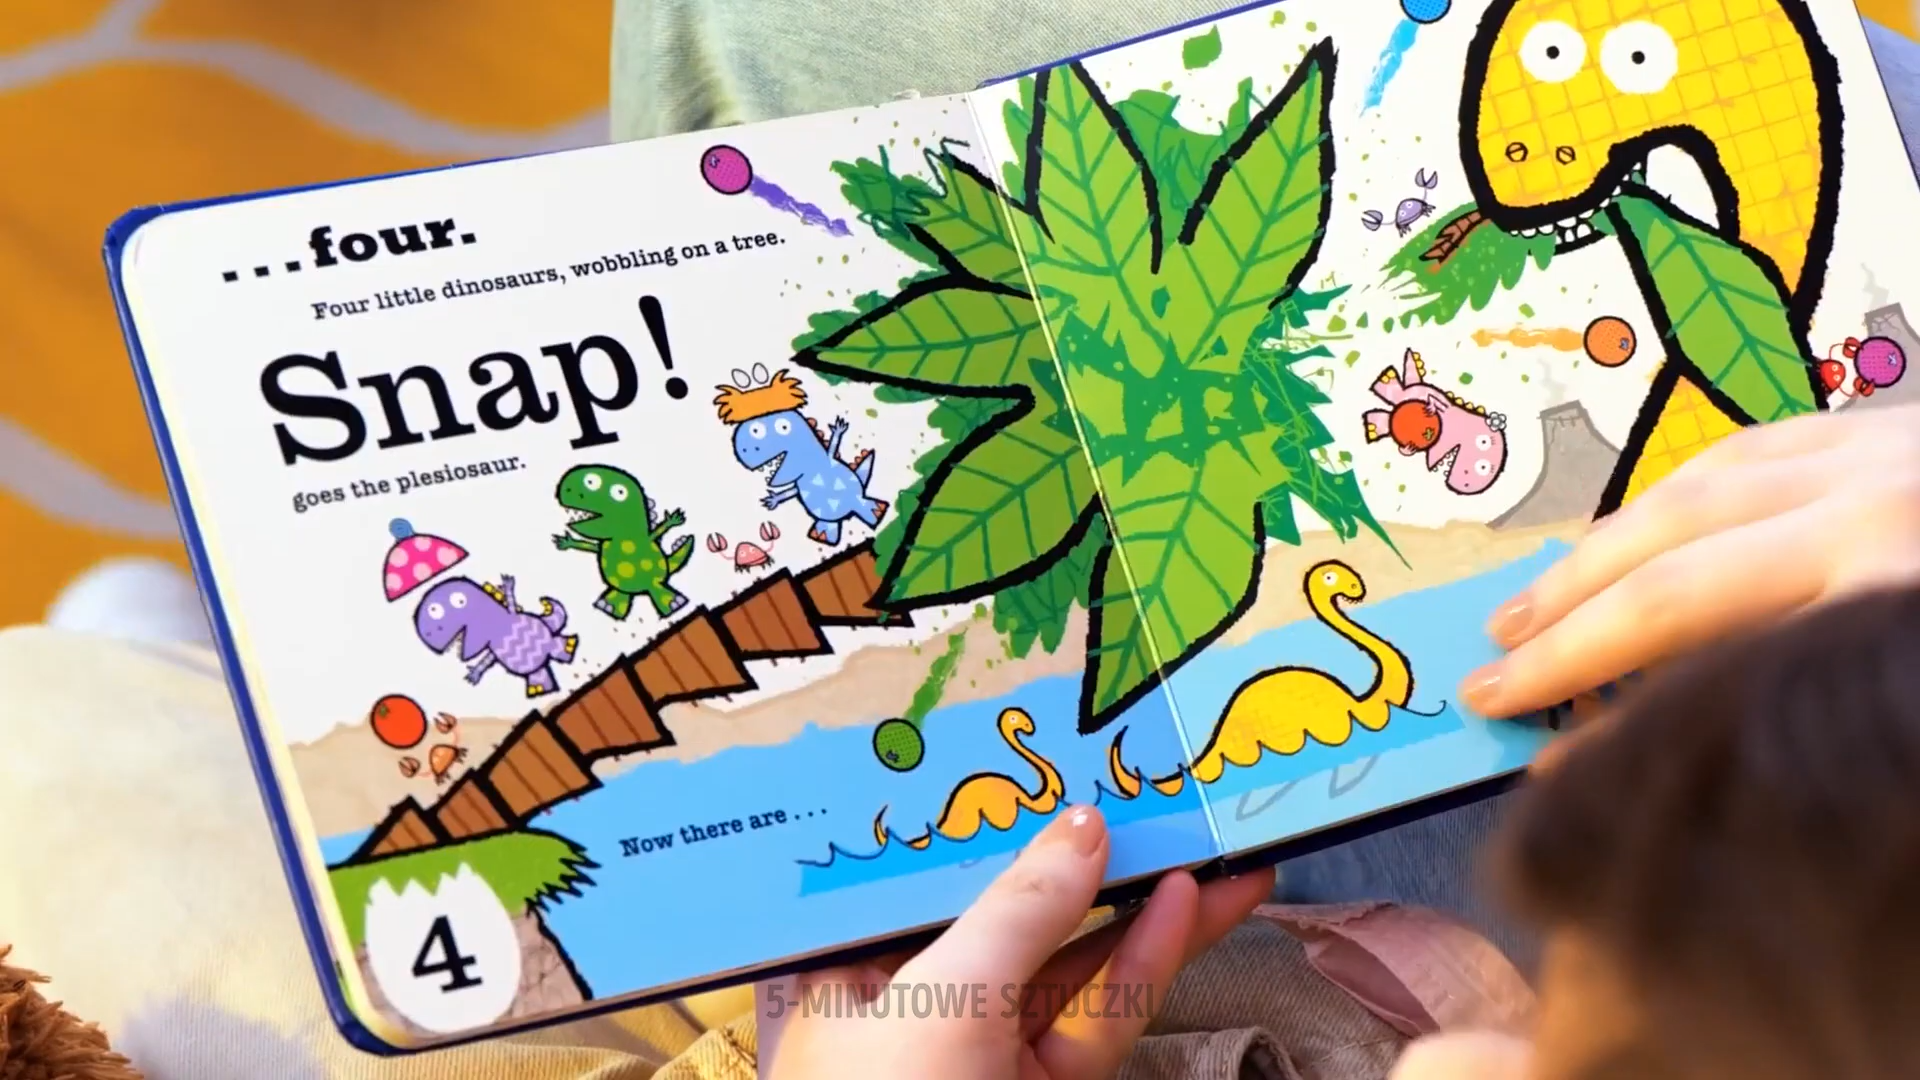 ...four.
Four little dinosaurs, wobbling on a tree.
Snap!
goes the plesiosaur.
Now there are...
4
5-MINUTOWE SZTUCZKI